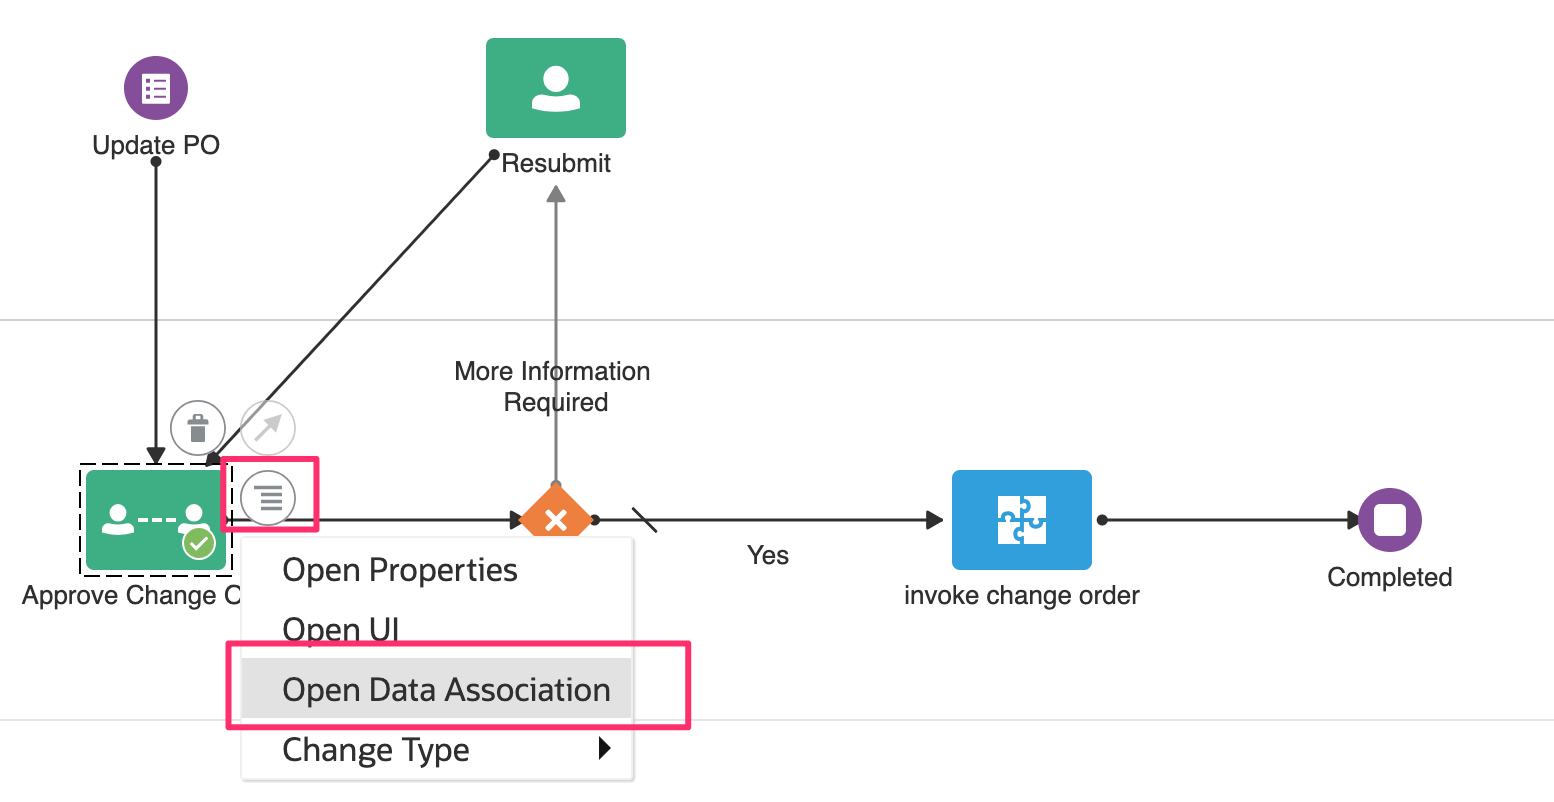 Update PO
Resubmit
More Information
Required
Yes
Approve Change
invoke change order
Completed
Open Properties
Open UI
Open Data Association
Change Type